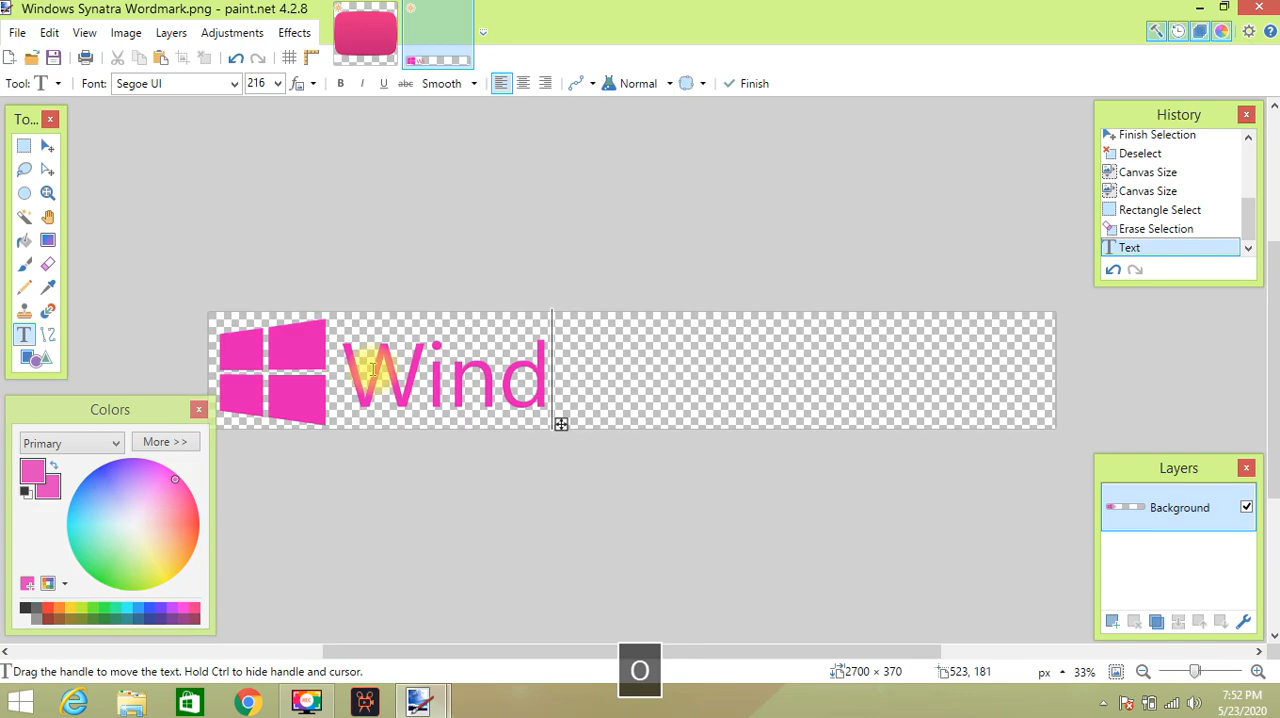 Windows Synatra Wordmark.png - paint.net 4.2.8
File Edit View Image Layers Adjustments Effects
Tool: T Font: Segoe UI 216 fx B I U abc Smooth Normal Finish
To...
History
Finish Selection
Deselect
Canvas Size
Canvas Size
Rectangle Select
Erase Selection
Text
Wind
Colors
Primary More >>
Layers
Background
O
Drag the handle to move the text. Hold Ctrl to hide handle and cursor. 2700 × 370 523, 181 px 33%
7:52 PM
5/23/2020